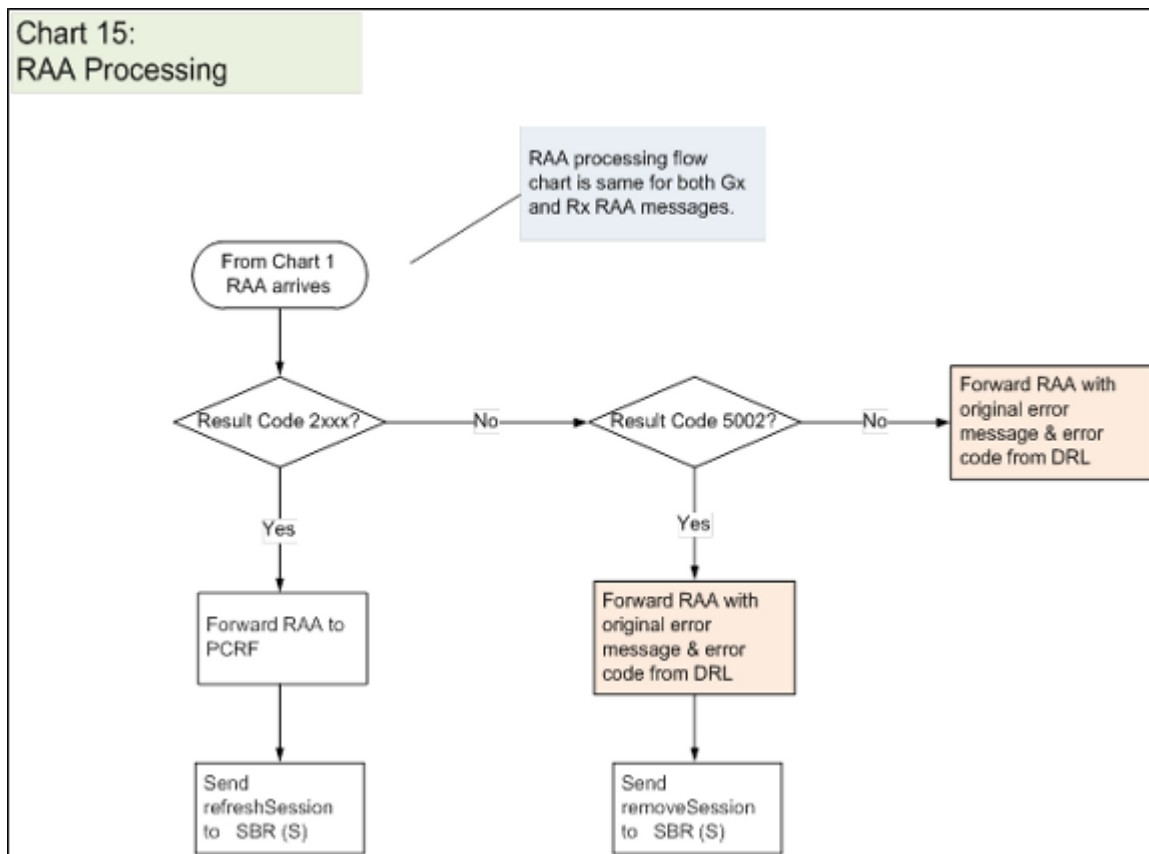 Chart 15:
RAA Processing
RAA processing flow
chart is same for both Gx
and Rx RAA messages.
From Chart 1
RAA arrives
Result Code 2xxx?
No
Result Code 5002?
No
Forward RAA with
original error
message & error
code from DRL
Yes
Yes
Forward RAA to
PCRF
Forward RAA with
original error
message & error
code from DRL
Send
refreshSession
to SBR (S)
Send
removeSession
to SBR (S)